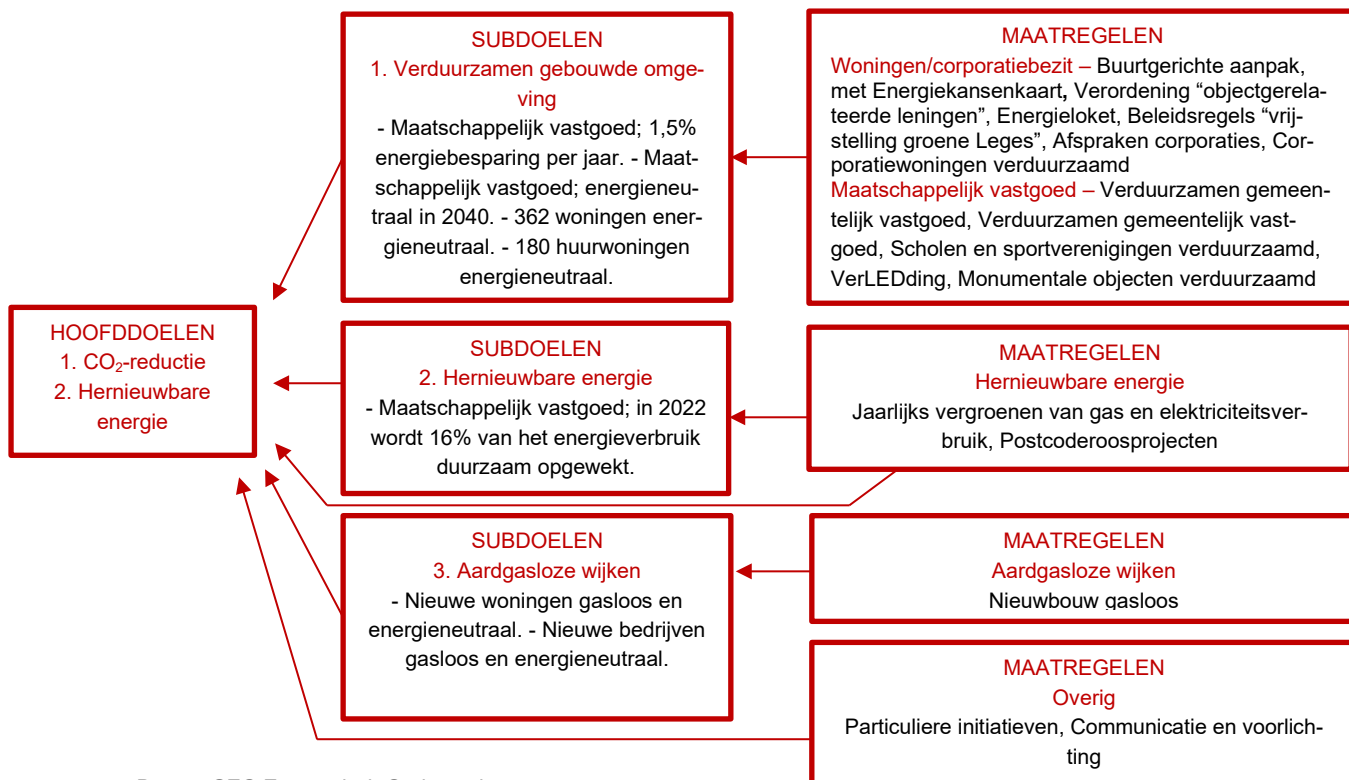 SUBDOELEN
1. Verduurzamen gebouwde omge-
ving
- Maatschappelijk vastgoed; 1,5%
energiebesparing per jaar. - Maat-
schappelijk vastgoed; energieneu-
traal in 2040. - 362 woningen ener-
gieneutraal. - 180 huurwoningen
energieneutraal.
MAATREGELEN
Woningen/corporatiebezit – Buurtgerichte aanpak,
met Energiekansenkaart, Verordening “objectgerela-
teerde leningen”, Energieloket, Beleidsregels “vrij-
stelling groene Leges”, Afspraken corporaties, Cor-
poratiewoningen verduurzaamd
Maatschappelijk vastgoed – Verduurzamen gemeen-
telijk vastgoed, Verduurzamen gemeentelijk vast-
goed, Scholen en sportverenigingen verduurzaamd,
VerLEDding, Monumentale objecten verduurzaamd
HOOFDDOELEN
1. CO₂-reductie
2. Hernieuwbare
energie
SUBDOELEN
2. Hernieuwbare energie
- Maatschappelijk vastgoed; in 2022
wordt 16% van het energieverbruik
duurzaam opgewekt.
MAATREGELEN
Hernieuwbare energie
Jaarlijks vergroenen van gas en elektriciteitsver-
bruik, Postcoderoosprojecten
SUBDOELEN
3. Aardgasloze wijken
- Nieuwe woningen gasloos en
energieneutraal. - Nieuwe bedrijven
gasloos en energieneutraal.
MAATREGELEN
Aardgasloze wijken
Nieuwbouw gasloos
MAATREGELEN
Overig
Particuliere initiatieven, Communicatie en voorlich-
ting